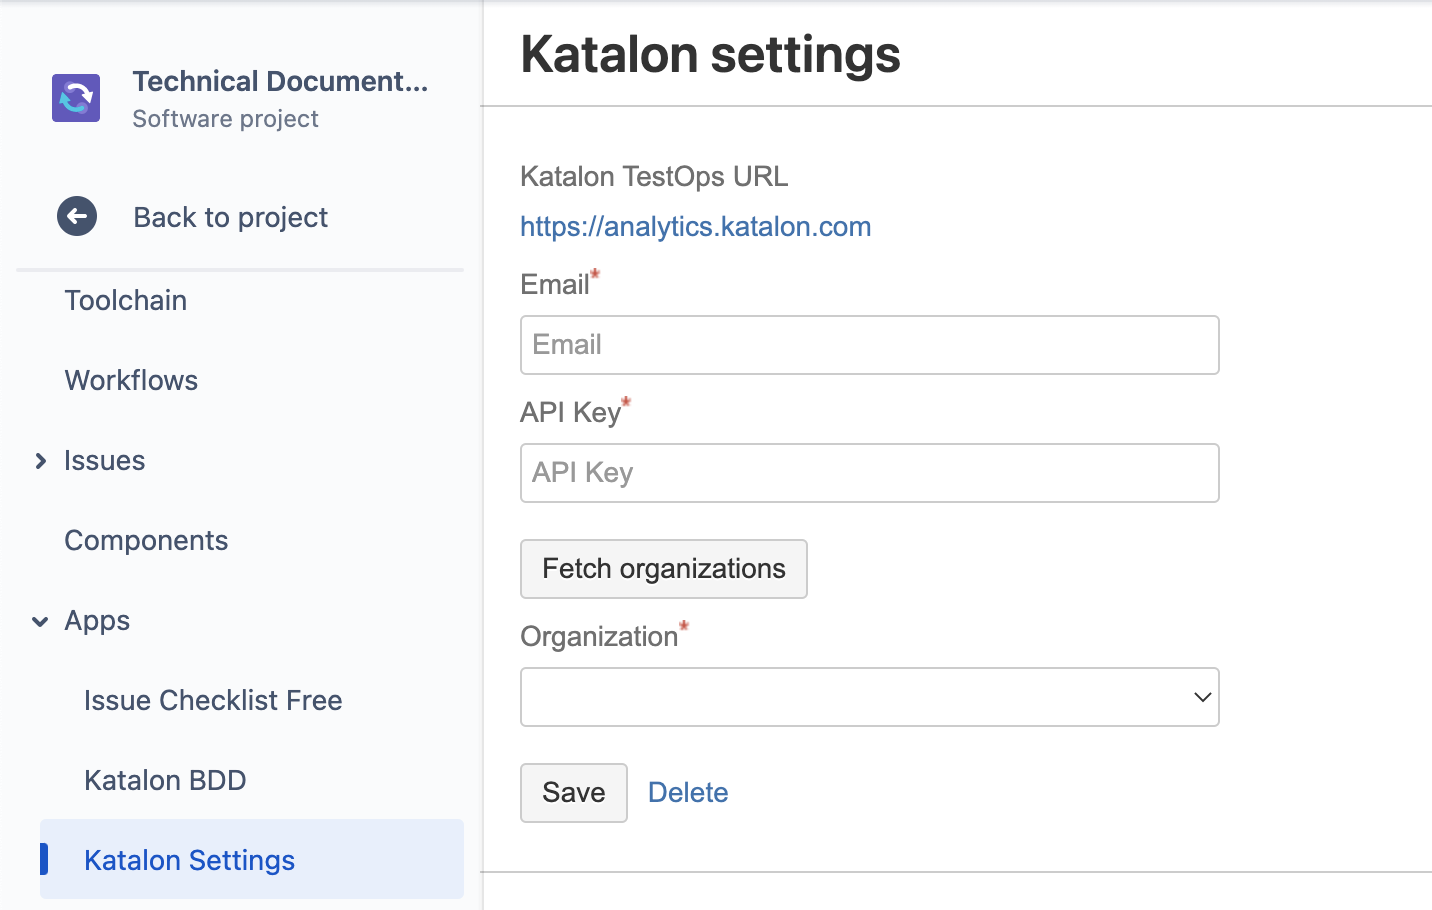 Technical Document...
Software project
Back to project
Toolchain
Workflows
Issues
Components
Apps
Issue Checklist Free
Katalon BDD
Katalon Settings
Katalon settings
Katalon TestOps URL
https://analytics.katalon.com
Email*
Email
API Key*
API Key
Fetch organizations
Organization*
Save Delete